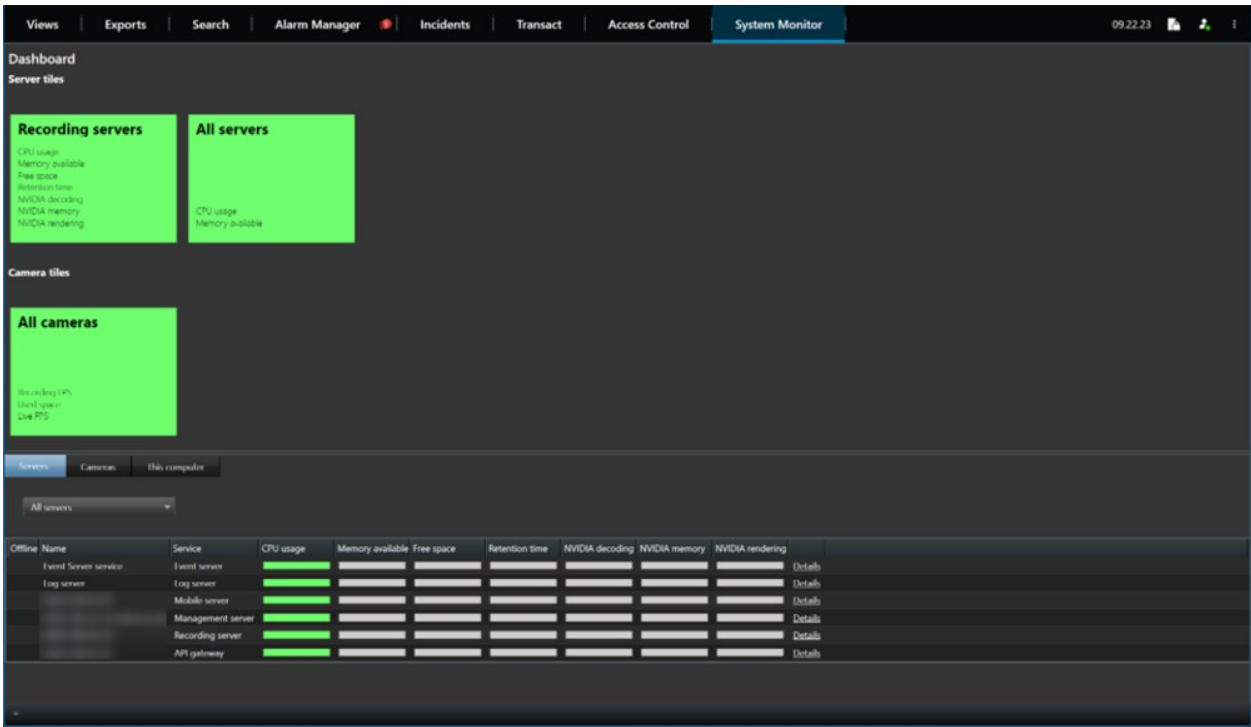 Views Exports Search Alarm Manager Incidents Transact Access Control System Monitor 09.22.23
Dashboard
Server tiles
Recording servers
CPU usage
Memory available
Free space
Retention time
NVIDIA decoding
NVIDIA memory
NVIDIA rendering
All servers
CPU usage
Memory available
Camera tiles
All cameras
Recording FPS
Used space
Live FPS
Servers Cameras This computer
All servers
Offline Name Service CPU usage Memory available Free space Retention time NVIDIA decoding NVIDIA memory NVIDIA rendering
Event Server service Event server Details
Log server Log server Details
Mobile server Details
Management server Details
Recording server Details
API gateway Details